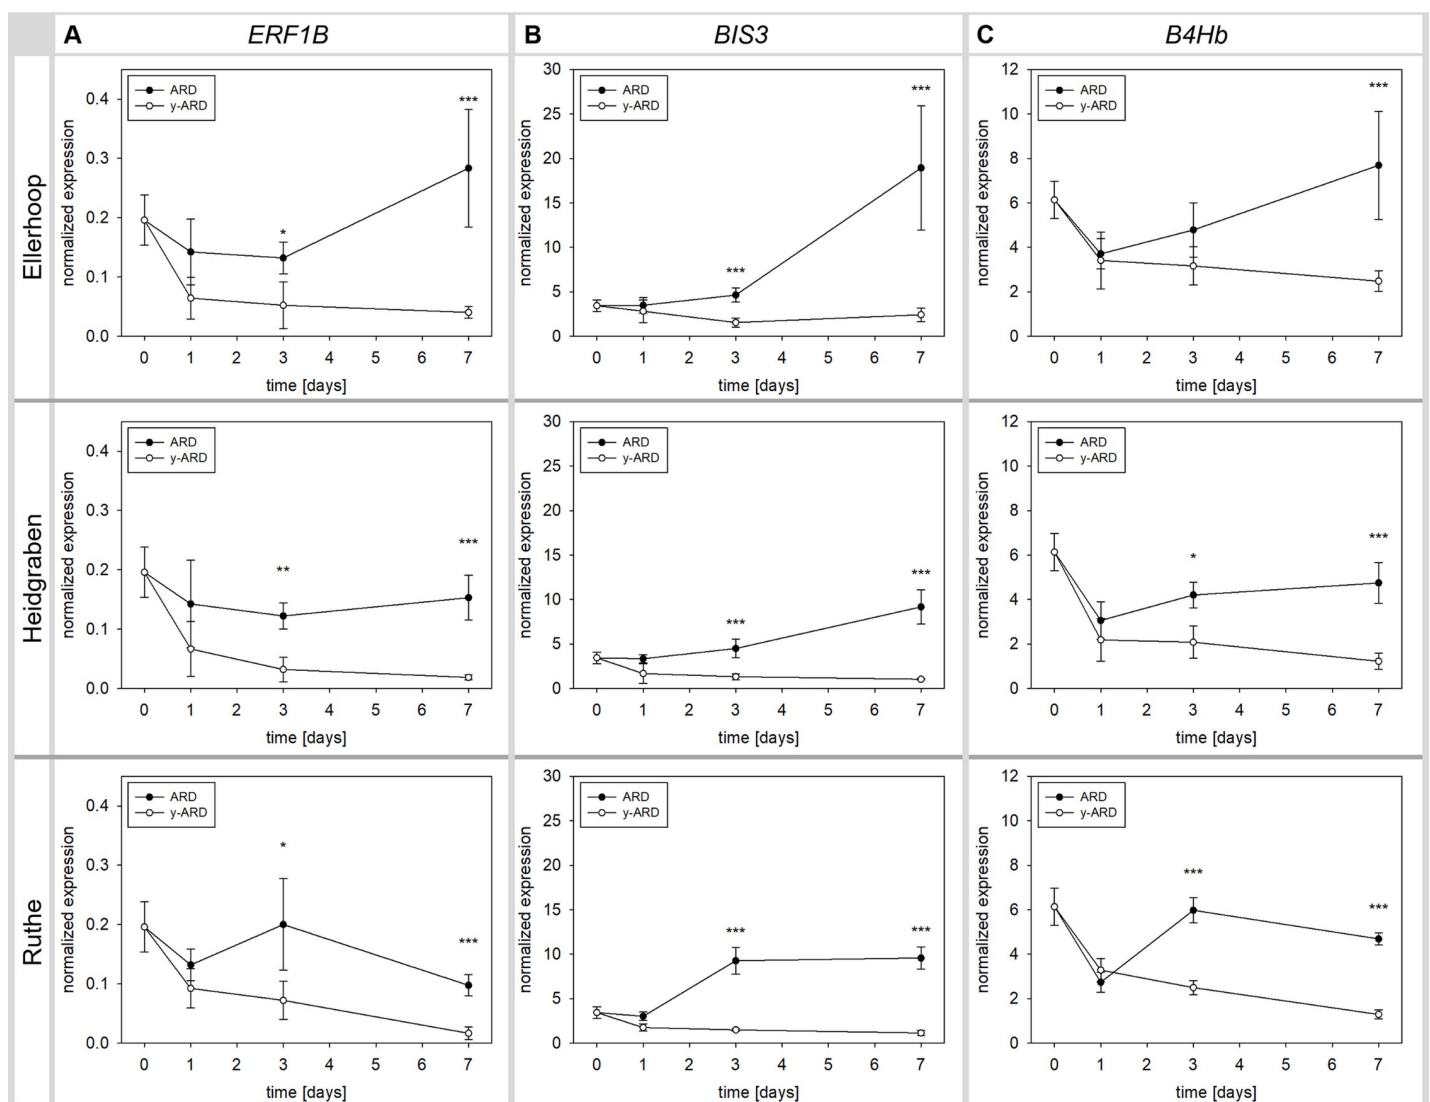 A ERF1B B BIS3 C B4Hb
Ellerhoop
ARD
y-ARD
normalized expression
0.4
0.3
0.2
0.1
0.0
* ***
0 1 2 3 4 5 6 7
time [days]
ARD
y-ARD
normalized expression
30
25
20
15
10
5
0
*** ***
0 1 2 3 4 5 6 7
time [days]
ARD
y-ARD
normalized expression
12
10
8
6
4
2
0
***
0 1 2 3 4 5 6 7
time [days]
Heidgraben
ARD
y-ARD
normalized expression
0.4
0.3
0.2
0.1
0.0
** ***
0 1 2 3 4 5 6 7
time [days]
ARD
y-ARD
normalized expression
30
25
20
15
10
5
0
*** ***
0 1 2 3 4 5 6 7
time [days]
ARD
y-ARD
normalized expression
12
10
8
6
4
2
0
* ***
0 1 2 3 4 5 6 7
time [days]
Ruthe
ARD
y-ARD
normalized expression
0.4
0.3
0.2
0.1
0.0
* ***
0 1 2 3 4 5 6 7
time [days]
ARD
y-ARD
normalized expression
30
25
20
15
10
5
0
*** ***
0 1 2 3 4 5 6 7
time [days]
ARD
y-ARD
normalized expression
12
10
8
6
4
2
0
*** ***
0 1 2 3 4 5 6 7
time [days]